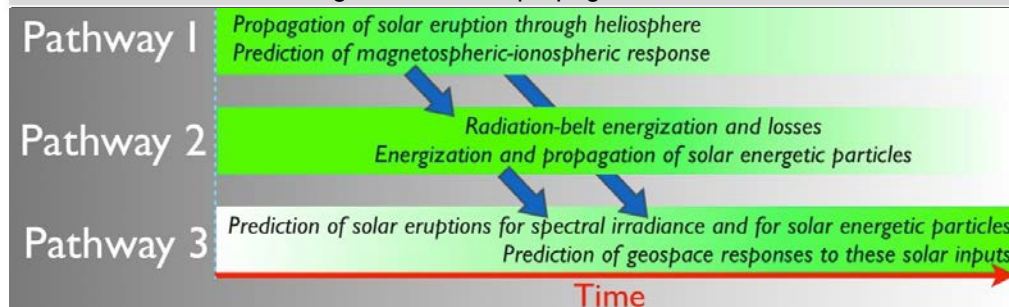 Pathway 1
Propagation of solar eruption through heliosphere
Prediction of magnetospheric-ionospheric response
Pathway 2
Radiation-belt energization and losses
Energization and propagation of solar energetic particles
Pathway 3
Prediction of solar eruptions for spectral irradiance and for solar energetic particles
Prediction of geospace responses to these solar inputs
Time